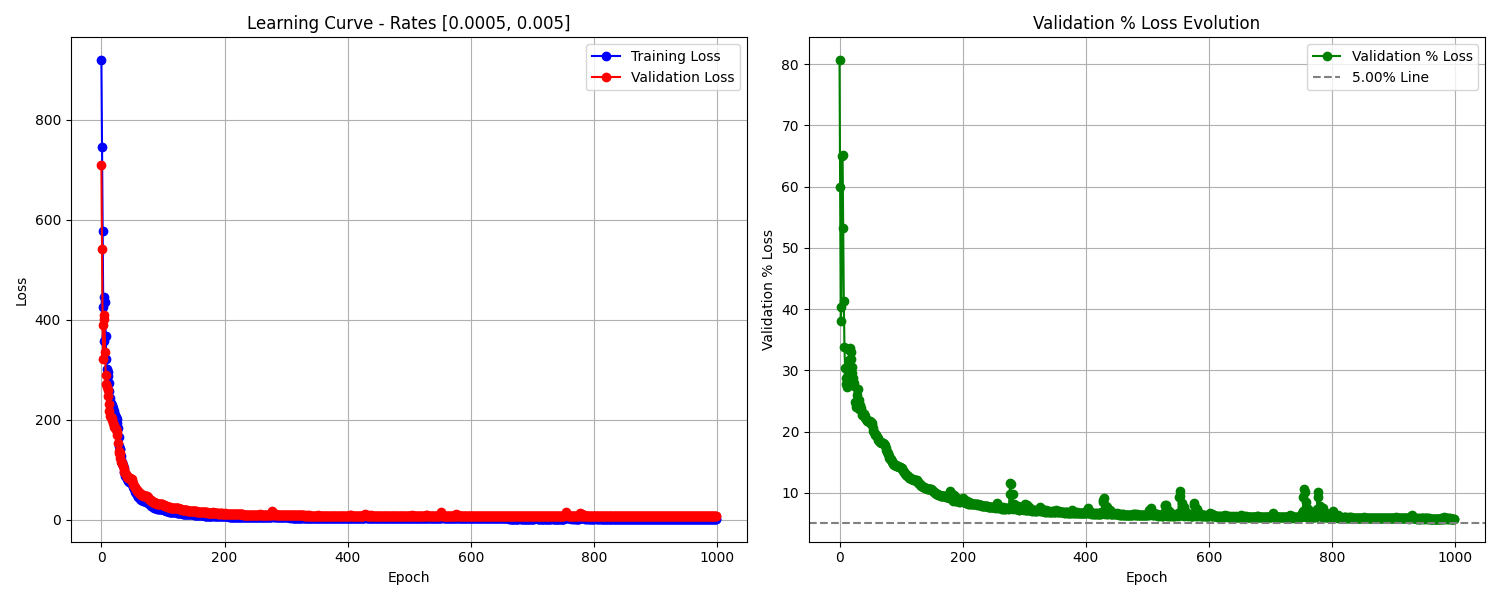 Learning Curve - Rates [0.0005, 0.005]
Training Loss
Validation Loss
Loss
800
600
400
200
0
0 200 400 600 800 1000
Epoch
Validation % Loss Evolution
Validation % Loss
5.00% Line
Validation % Loss
80
70
60
50
40
30
20
10
0 200 400 600 800 1000
Epoch